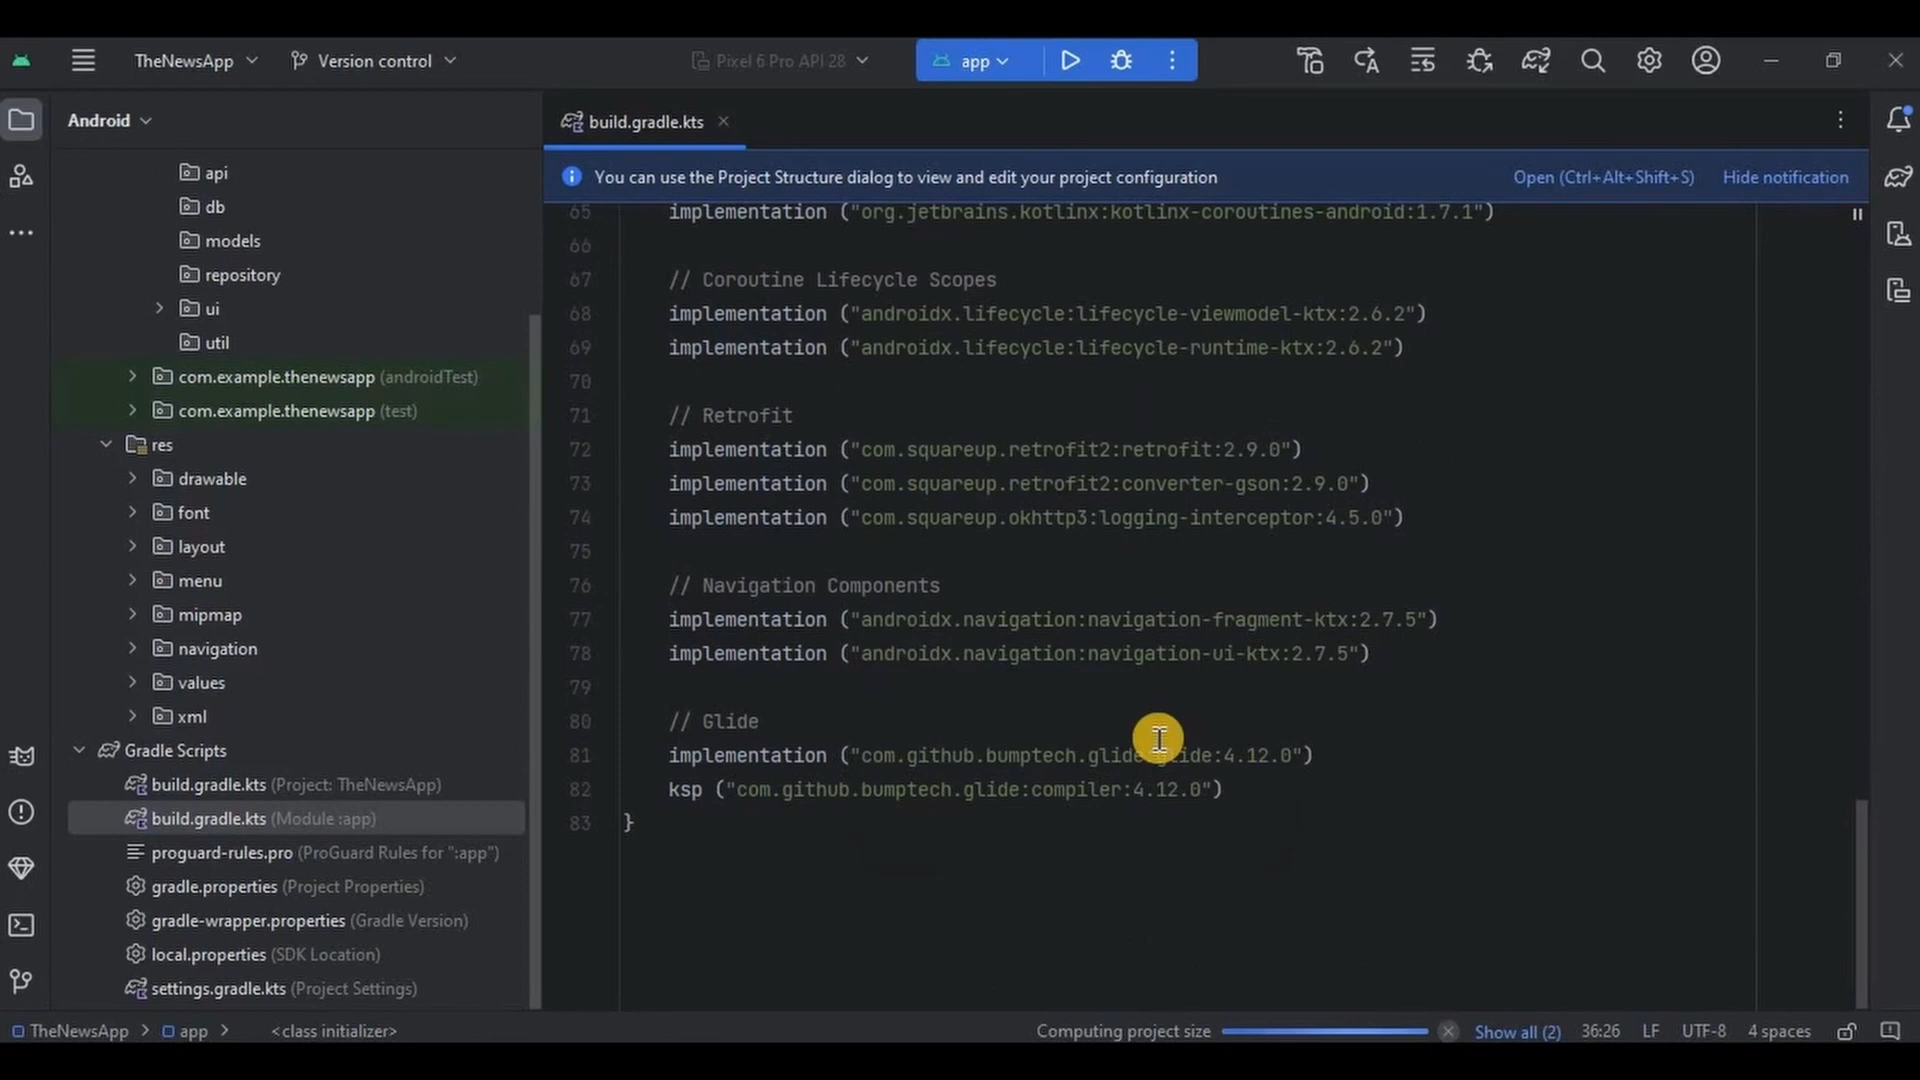 TheNewsApp
Version control
Pixel 6 Pro API 28
app
Android
build.gradle.kts
You can use the Project Structure dialog to view and edit your project configuration
Open (Ctrl+Alt+Shift+S)
Hide notification
api
db
models
repository
ui
util
com.example.thenewsapp (androidTest)
com.example.thenewsapp (test)
res
drawable
font
layout
menu
mipmap
navigation
values
xml
Gradle Scripts
build.gradle.kts (Project: TheNewsApp)
build.gradle.kts (Module :app)
proguard-rules.pro (ProGuard Rules for ":app")
gradle.properties (Project Properties)
gradle-wrapper.properties (Gradle Version)
local.properties (SDK Location)
settings.gradle.kts (Project Settings)
65 implementation ("org.jetbrains.kotlinx:kotlinx-coroutines-android:1.7.1")
66
67 // Coroutine Lifecycle Scopes
68 implementation ("androidx.lifecycle:lifecycle-viewmodel-ktx:2.6.2")
69 implementation ("androidx.lifecycle:lifecycle-runtime-ktx:2.6.2")
70
71 // Retrofit
72 implementation ("com.squareup.retrofit2:retrofit:2.9.0")
73 implementation ("com.squareup.retrofit2:converter-gson:2.9.0")
74 implementation ("com.squareup.okhttp3:logging-interceptor:4.5.0")
75
76 // Navigation Components
77 implementation ("androidx.navigation:navigation-fragment-ktx:2.7.5")
78 implementation ("androidx.navigation:navigation-ui-ktx:2.7.5")
79
80 // Glide
81 implementation ("com.github.bumptech.glide:glide:4.12.0")
82 ksp ("com.github.bumptech.glide:compiler:4.12.0")
83 }
TheNewsApp > app > <class initializer>
Computing project size
Show all (2)
36:26
LF
UTF-8
4 spaces